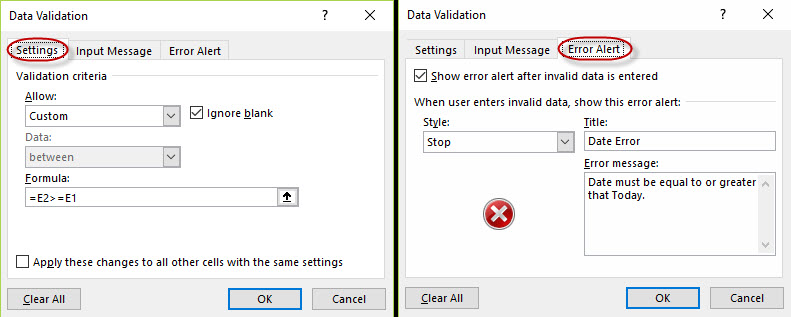 Data Validation
?
Settings
Input Message
Error Alert
Validation criteria
Allow:
Custom
Ignore blank
Data:
between
Formula:
=E2>=E1
Apply these changes to all other cells with the same settings
Clear All
OK
Cancel
Data Validation
?
Settings
Input Message
Error Alert
Show error alert after invalid data is entered
When user enters invalid data, show this error alert:
Style:
Stop
Title:
Date Error
Error message:
Date must be equal to or greater
that Today.
Clear All
OK
Cancel